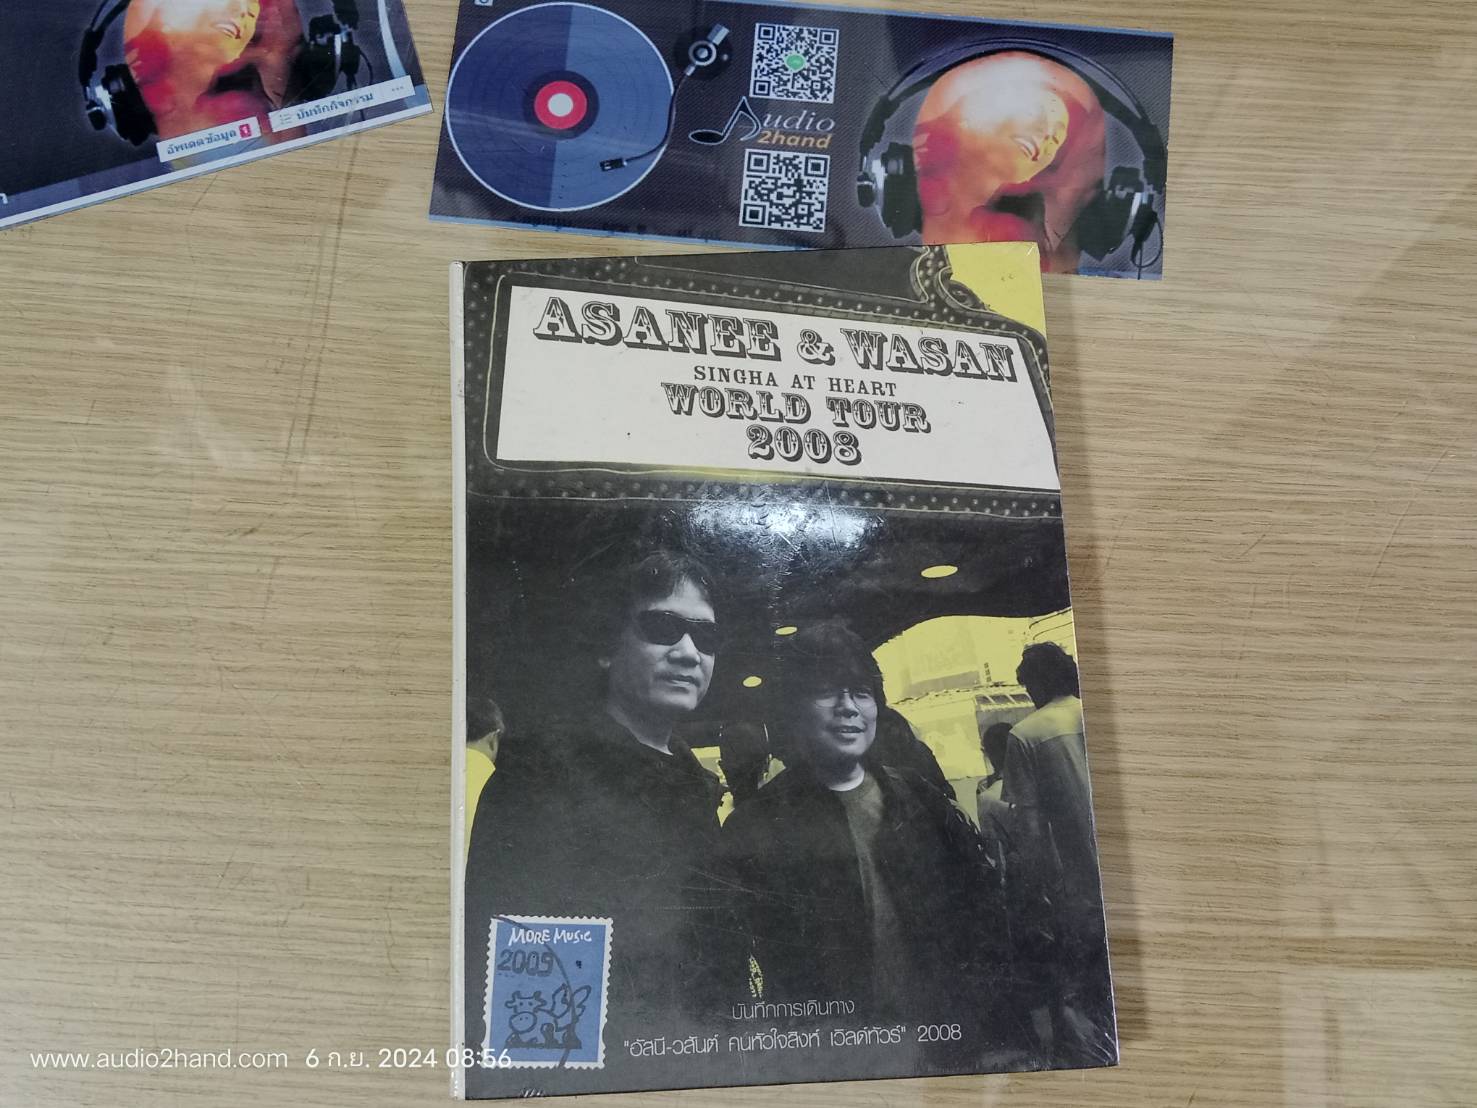 อัพเดตข้อมูล 1
บันทึกกิจกรรม
Audio
2hand
ASANEE & WASAN
SINGHA AT HEART
WORLD TOUR
2008
MORE MUSIC
2009
บันทึกการเดินทาง
"อัสนี-วสันต์ คนหัวใจสิงห์ เวิลด์ทัวร์" 2008
www.audio2hand.com 6 ก.ย. 2024 08:56